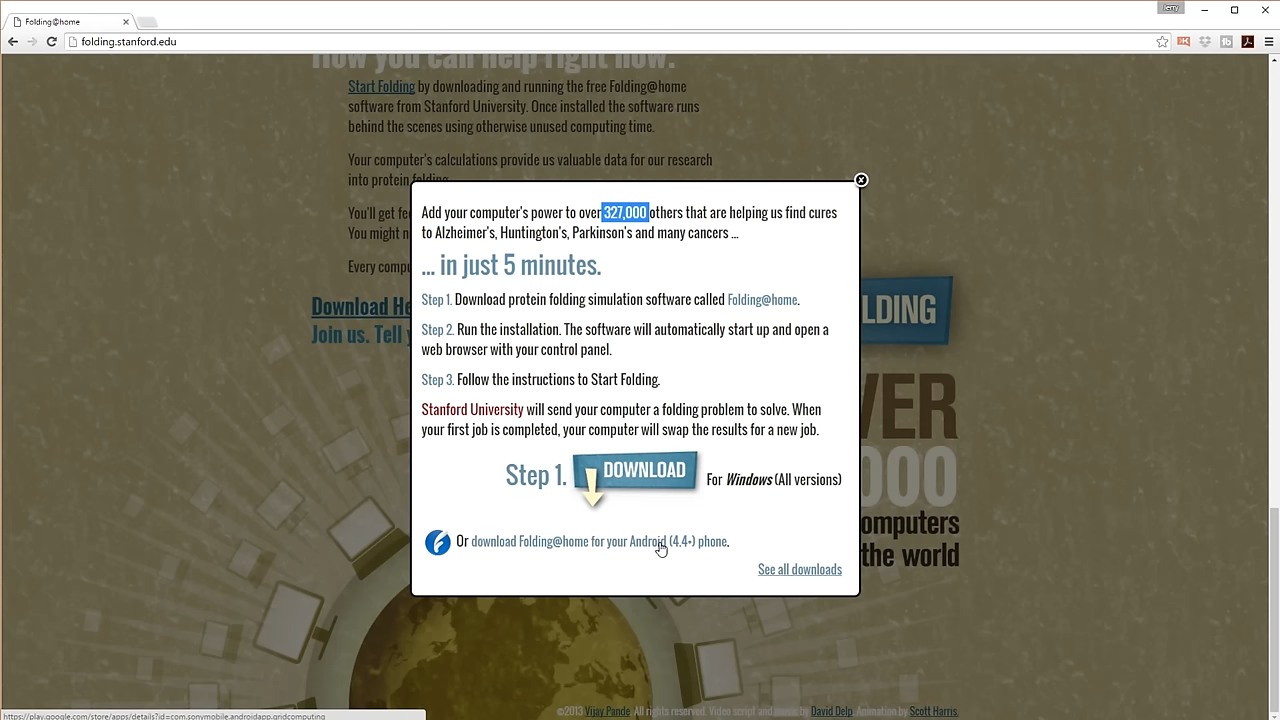 Jerry
Folding@home
folding.stanford.edu
How you can help right now:
Start Folding by downloading and running the free Folding@home
software from Stanford University. Once installed the software runs
behind the scenes using otherwise unused computing time.
Your computer's calculations provide us valuable data for our research
into protein folding.
You'll get fe
You might n
Every compu
Download He
Join us. Tell y
Add your computer's power to over 327,000 others that are helping us find cures
to Alzheimer's, Huntington's, Parkinson's and many cancers ...
... in just 5 minutes.
Step 1. Download protein folding simulation software called Folding@home.
Step 2. Run the installation. The software will automatically start up and open a
web browser with your control panel.
Step 3. Follow the instructions to Start Folding.
Stanford University will send your computer a folding problem to solve. When
your first job is completed, your computer will swap the results for a new job.
Step 1. DOWNLOAD For Windows (All versions)
Or download Folding@home for your Android (4.4+) phone.
See all downloads
LDING
VER
000
omputers
the world
https://play.google.com/store/apps/details?id=com.sonymobile.androidapp.gridcomputing
©2013 Vijay Pande. All rights reserved. Video script and music by David Delp. Animation by Scott Harris.